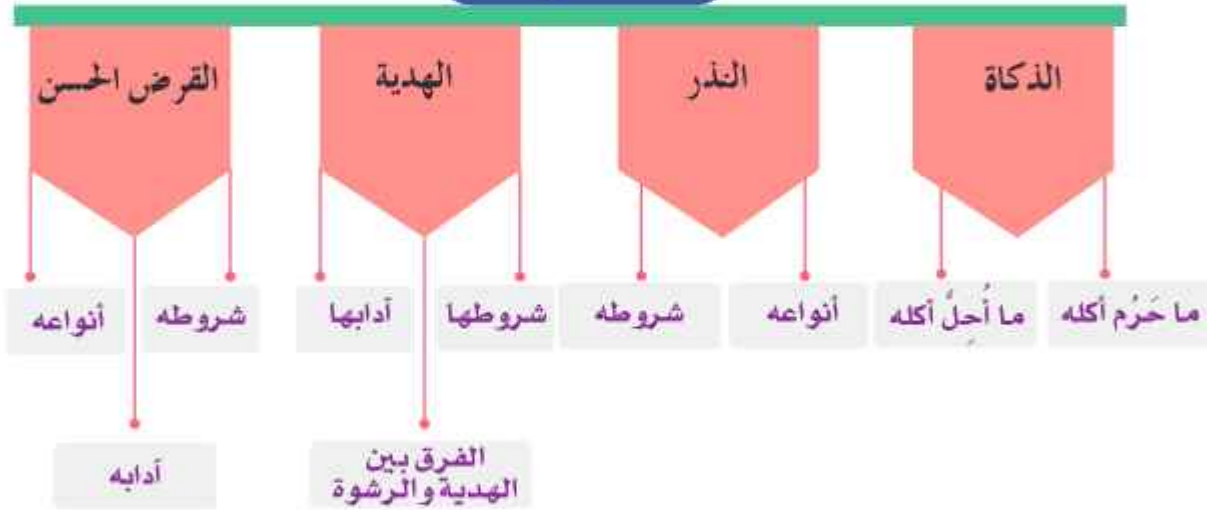 الذكاة
النذر
الهدية
القرض الحسن
ما حَرُم أكله
ما أُحِلَّ أكله
أنواعه
شروطه
شروطها
آدابها
شروطه
أنواعه
الفرق بين
الهدية والرشوة
آدابه